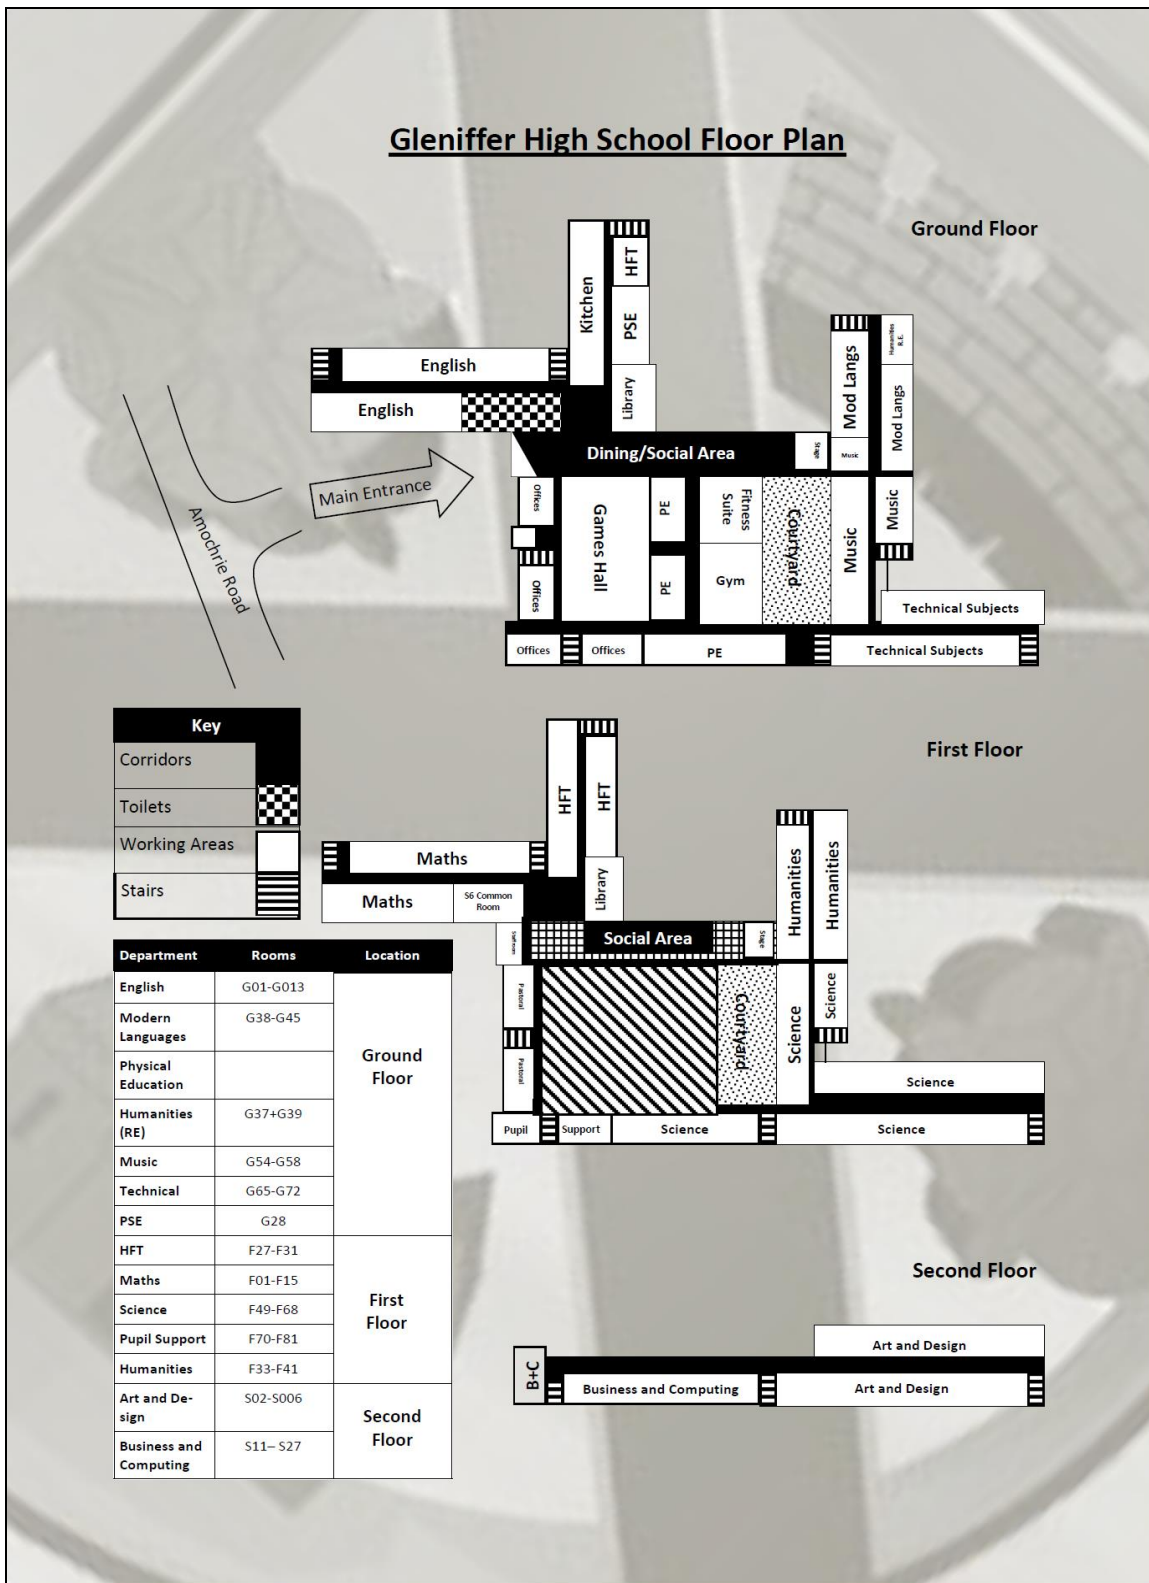 Gleniffer High School Floor Plan
Ground Floor
Kitchen
HFT
PSE
Library
English
English
Mod Langs
Humanities
R.E.
Mod Langs
Dining/Social Area
Stage
Music
Main Entrance
Amochrie Road
Offices
Games Hall
PE
PE
Fitness
Suite
Gym
Courtyard
Music
Music
Offices
Technical Subjects
Offices
Offices
PE
Technical Subjects
First Floor
Key
Corridors
Toilets
Working Areas
Stairs
HFT
HFT
Library
Maths
Maths
S6 Common
Room
Humanities
Humanities
Staff room
Social Area
Stage
Pastoral
Pastoral
Courtyard
Science
Science
Science
Pupil
Support
Science
Science
Department Rooms Location
English G01-G013
Modern
Languages G38-G45
Physical
Education
Ground
Floor
Humanities
(RE) G37+G39
Music G54-G58
Technical G65-G72
PSE G28
HFT F27-F31
Maths F01-F15
Science F49-F68
First
Floor
Pupil Support F70-F81
Humanities F33-F41
Art and De-
sign S02-S006
Second
Floor
Business and
Computing S11– S27
Second Floor
Art and Design
B+C
Business and Computing
Art and Design